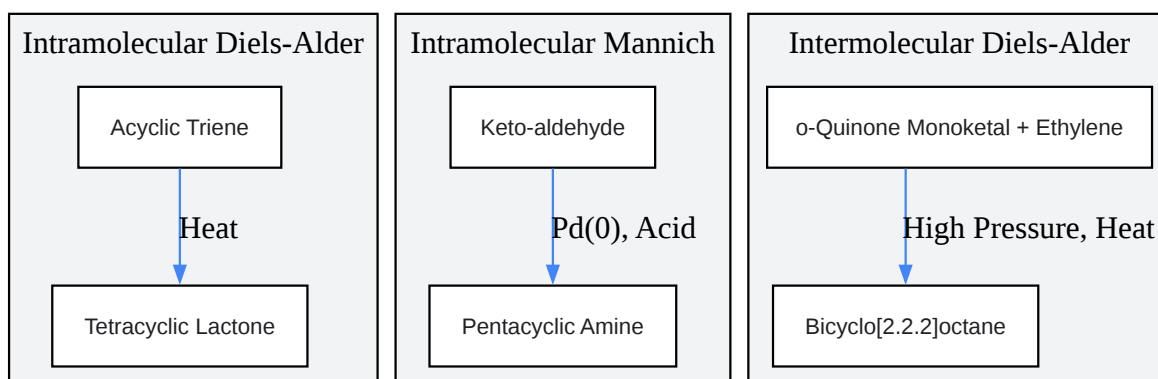 Intramolecular Diels-Alder
Acyclic Triene
Heat
Tetracyclic Lactone
Intramolecular Mannich
Keto-aldehyde
Pd(0), Acid
Pentacyclic Amine
Intermolecular Diels-Alder
o-Quinone Monoketal + Ethylene
High Pressure, Heat
Bicyclo[2.2.2]octane